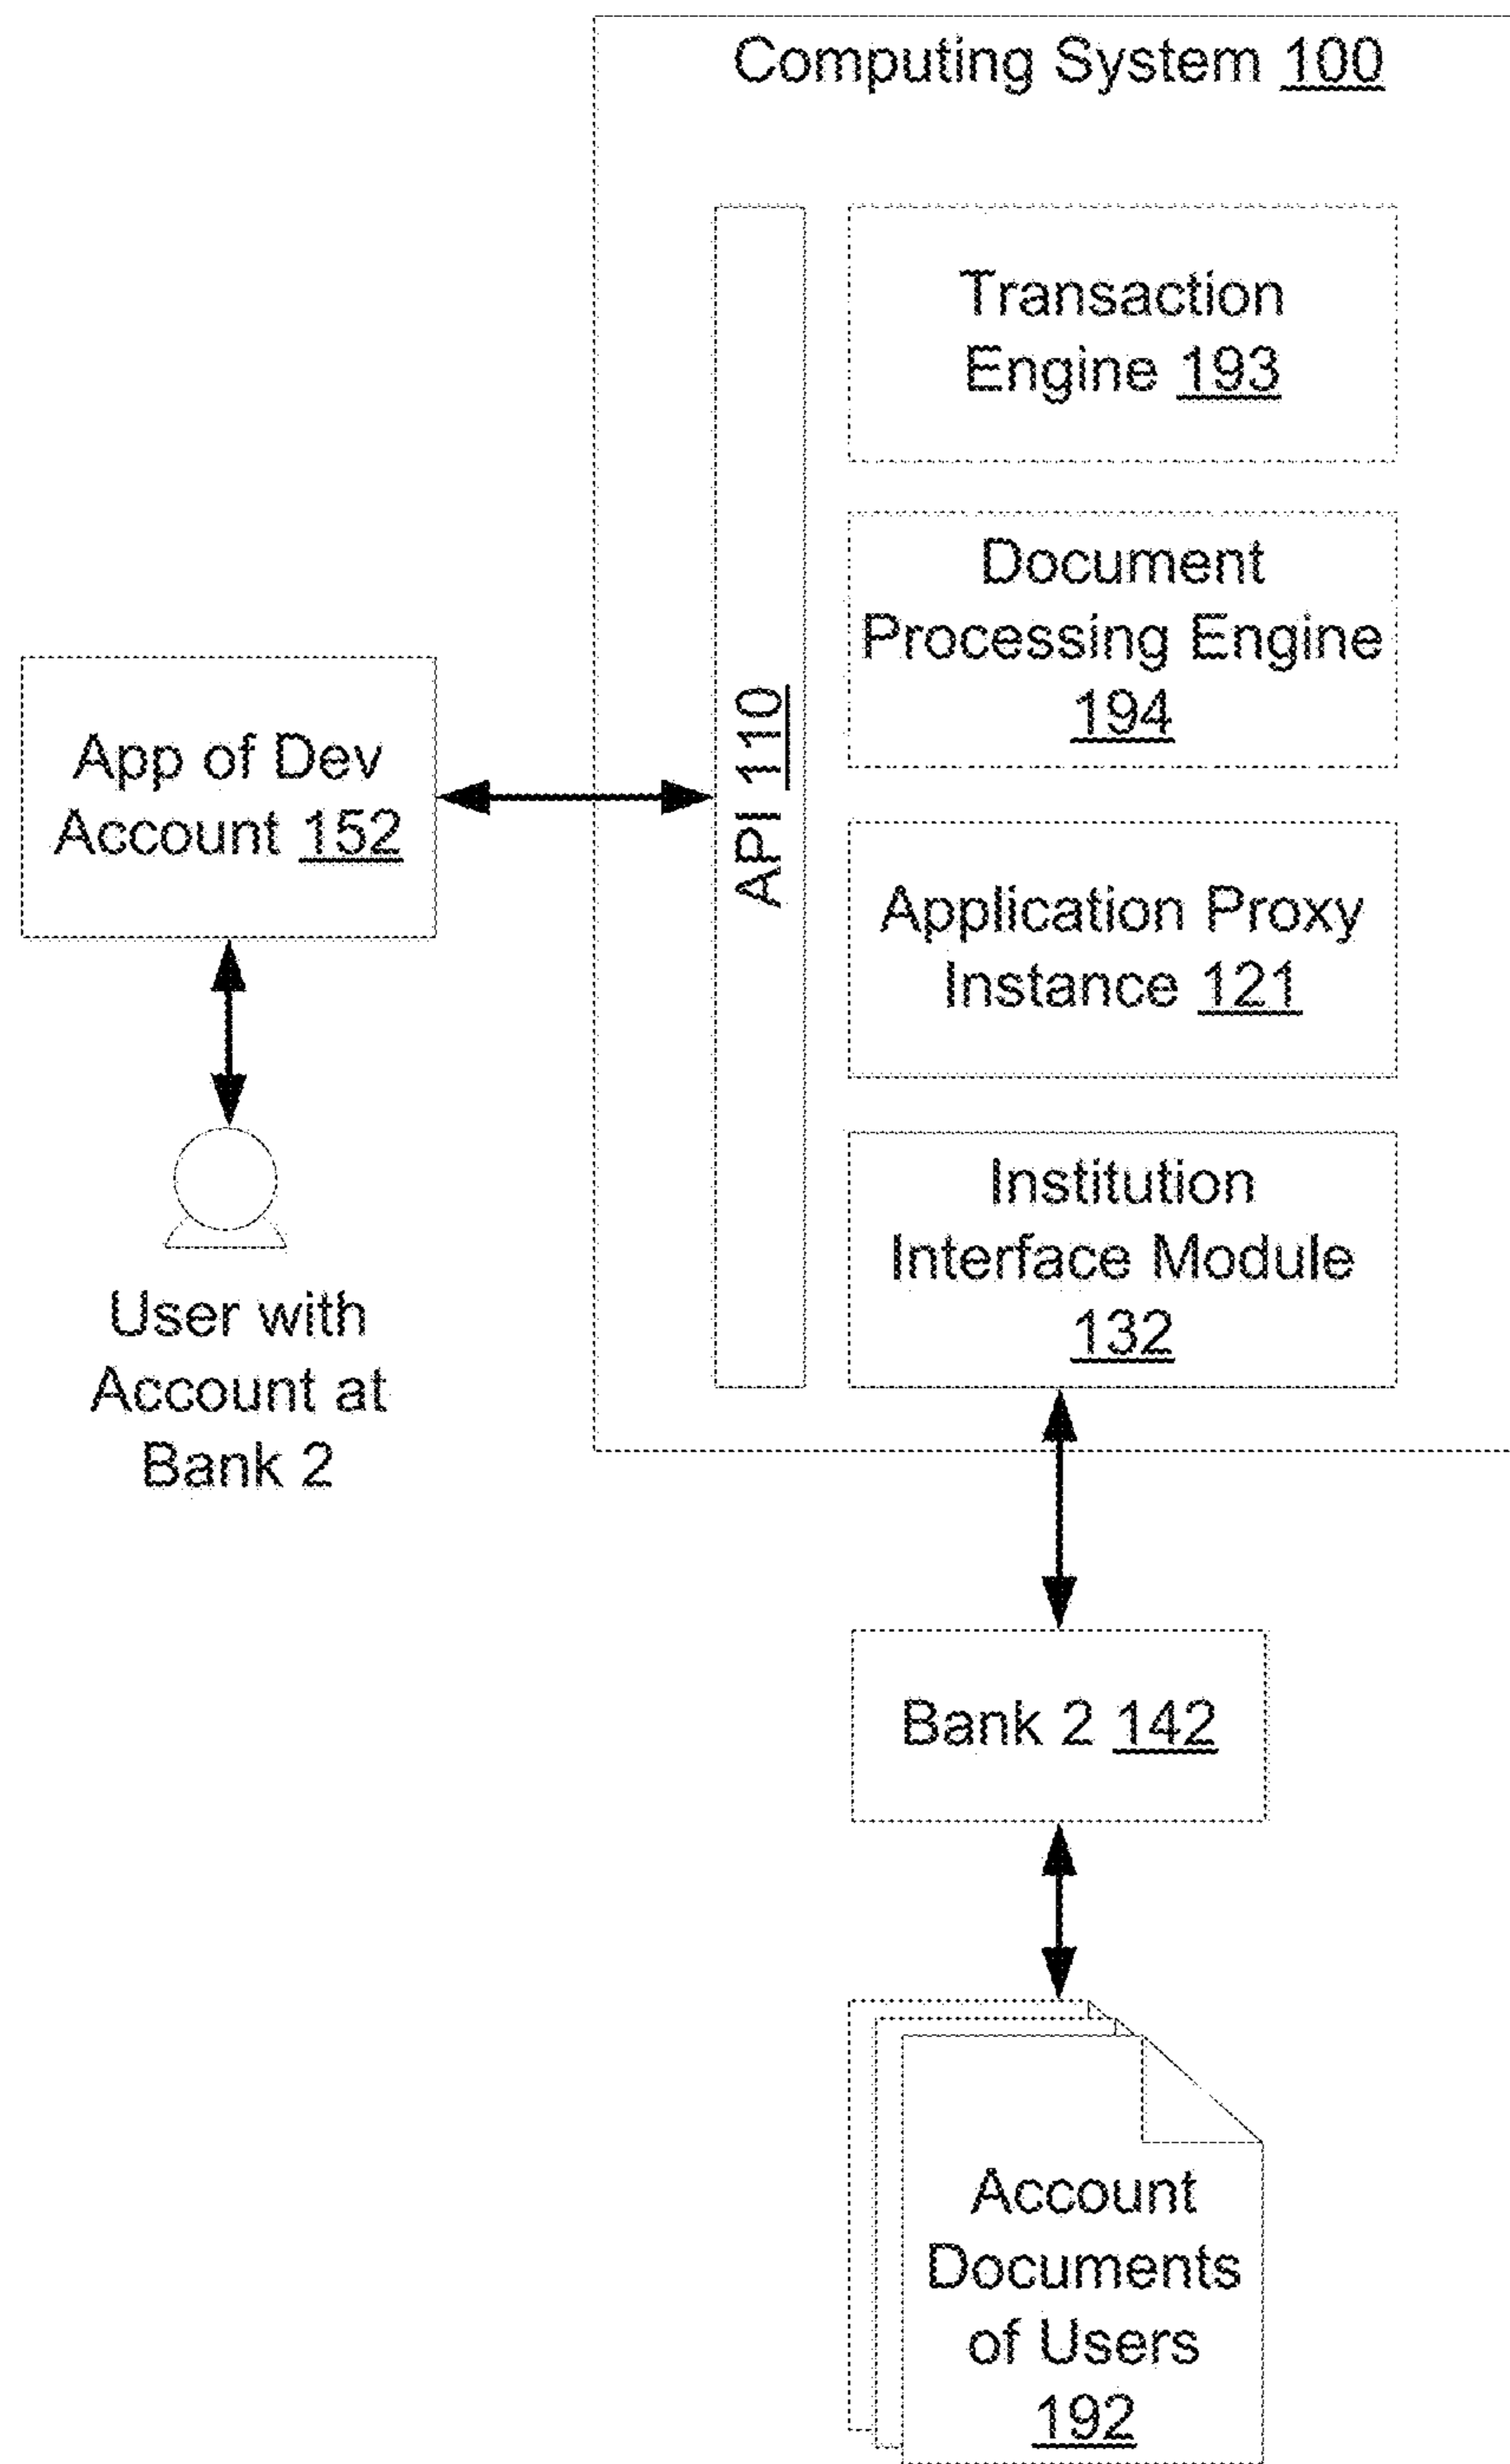 Computing System 100
Transaction
Engine 193
Document
Processing Engine
194
API 110
App of Dev
Account 152
Application Proxy
Instance 121
Institution
Interface Module
132
User with
Account at
Bank 2
Bank 2 142
Account
Documents
of Users
192